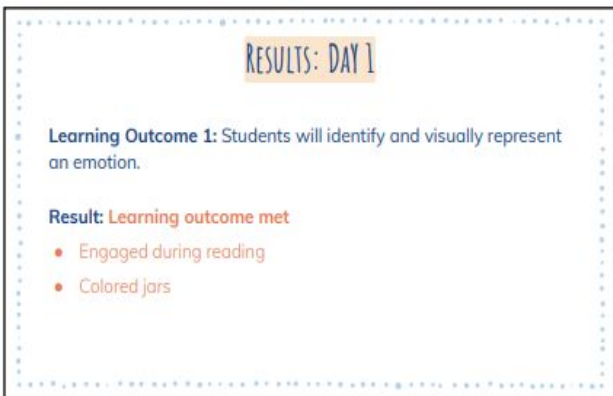 RESULTS: DAY 1
Learning Outcome 1: Students will identify and visually represent
an emotion.
Result: Learning outcome met
● Engaged during reading
● Colored jars